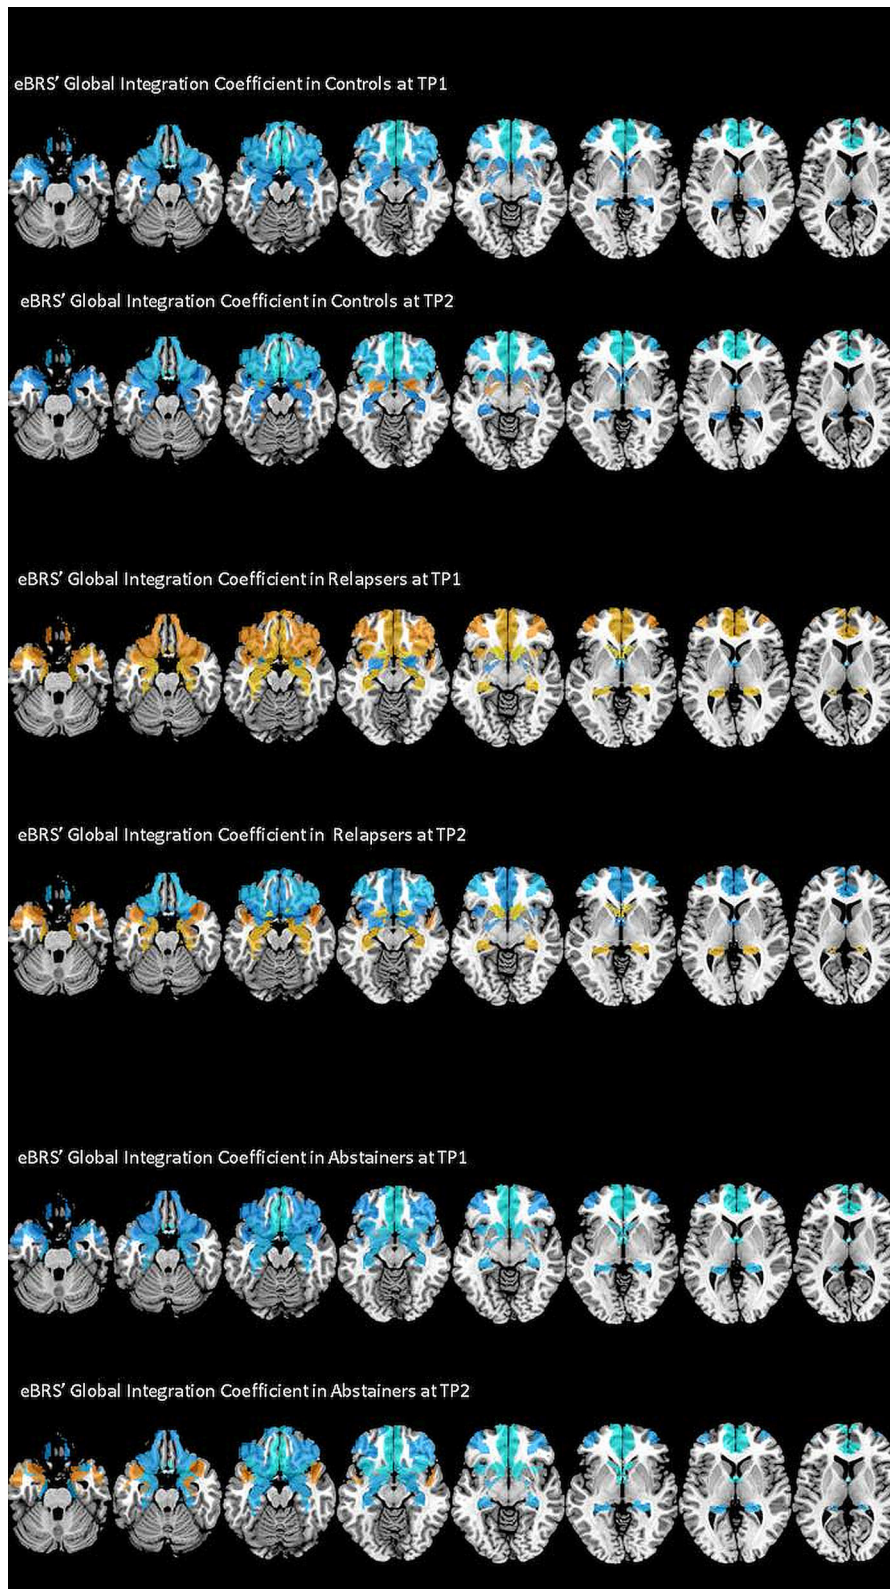 eBRS' Global Integration Coefficient in Controls at TP1
eBRS' Global Integration Coefficient in Controls at TP2
eBRS' Global Integration Coefficient in Relapsers at TP1
eBRS' Global Integration Coefficient in Relapsers at TP2
eBRS' Global Integration Coefficient in Abstainers at TP1
eBRS' Global Integration Coefficient in Abstainers at TP2